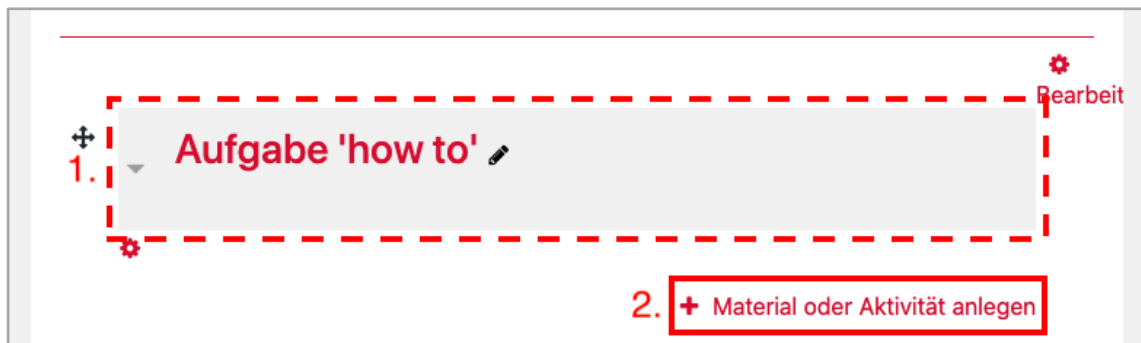 Bearbeit
1.
Aufgabe 'how to'
2. + Material oder Aktivität anlegen